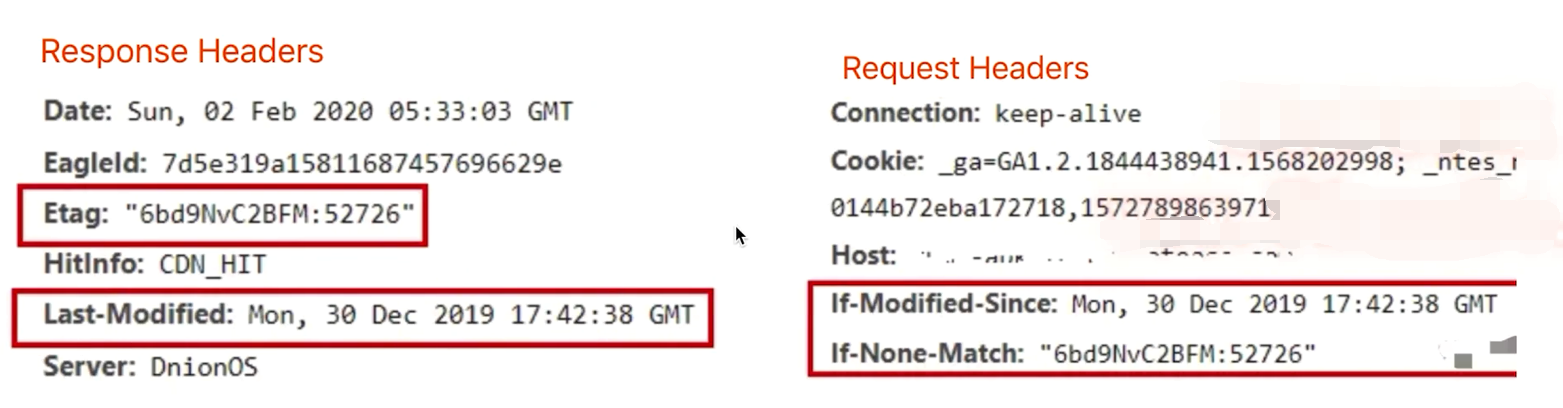 Response Headers
Date: Sun, 02 Feb 2020 05:33:03 GMT
EagleId: 7d5e319a15811687457696629e
Etag: "6bd9NvC2BFM:52726"
HitInfo: CDN_HIT
Last-Modified: Mon, 30 Dec 2019 17:42:38 GMT
Server: DnionOS
Request Headers
Connection: keep-alive
Cookie: _ga=GA1.2.1844438941.1568202998; _ntes_
0144b72eba172718,1572789863971
Host:
If-Modified-Since: Mon, 30 Dec 2019 17:42:38 GMT
If-None-Match: "6bd9NvC2BFM:52726"